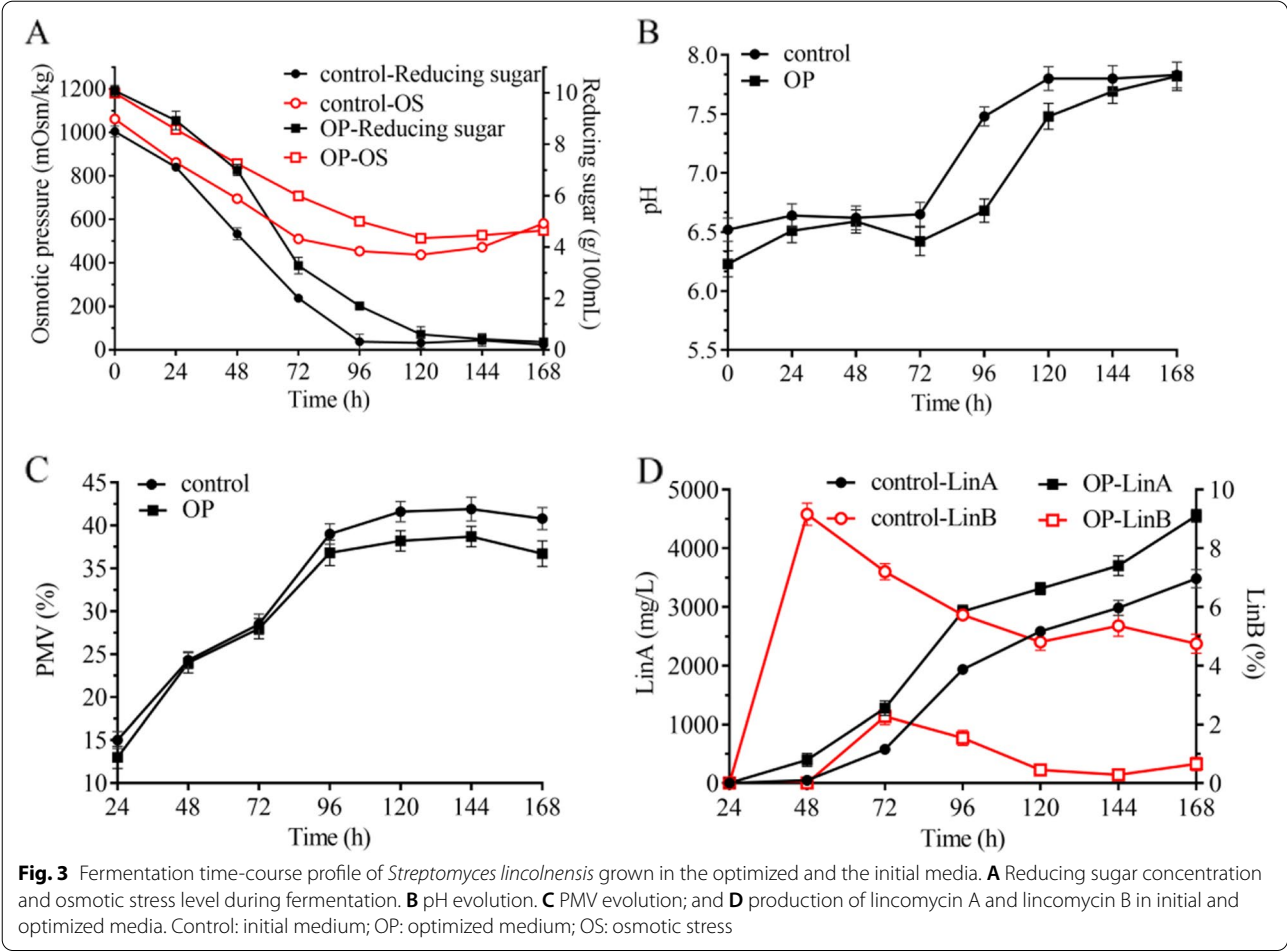 A
Osmotic pressure (mOsm/kg)
1200
1000
800
600
400
200
0
control-Reducing sugar
control-OS
OP-Reducing sugar
OP-OS
10
8
6
4
2
0
Reducing sugar (g/100mL)
0 24 48 72 96 120 144 168
Time (h)
B
control
OP
pH
8.0
7.5
7.0
6.5
6.0
5.5
0 24 48 72 96 120 144 168
Time (h)
C
control
OP
PMV (%)
45
40
35
30
25
20
15
10
24 48 72 96 120 144 168
Time (h)
D
control-LinA
OP-LinA
control-LinB
OP-LinB
LinA (mg/L)
5000
4000
3000
2000
1000
0
10
8
6
4
2
0
LinB (%)
24 48 72 96 120 144 168
Time (h)
Fig. 3 Fermentation time-course profile of Streptomyces lincolnensis grown in the optimized and the initial media. A Reducing sugar concentration
and osmotic stress level during fermentation. B pH evolution. C PMV evolution; and D production of lincomycin A and lincomycin B in initial and
optimized media. Control: initial medium; OP: optimized medium; OS: osmotic stress